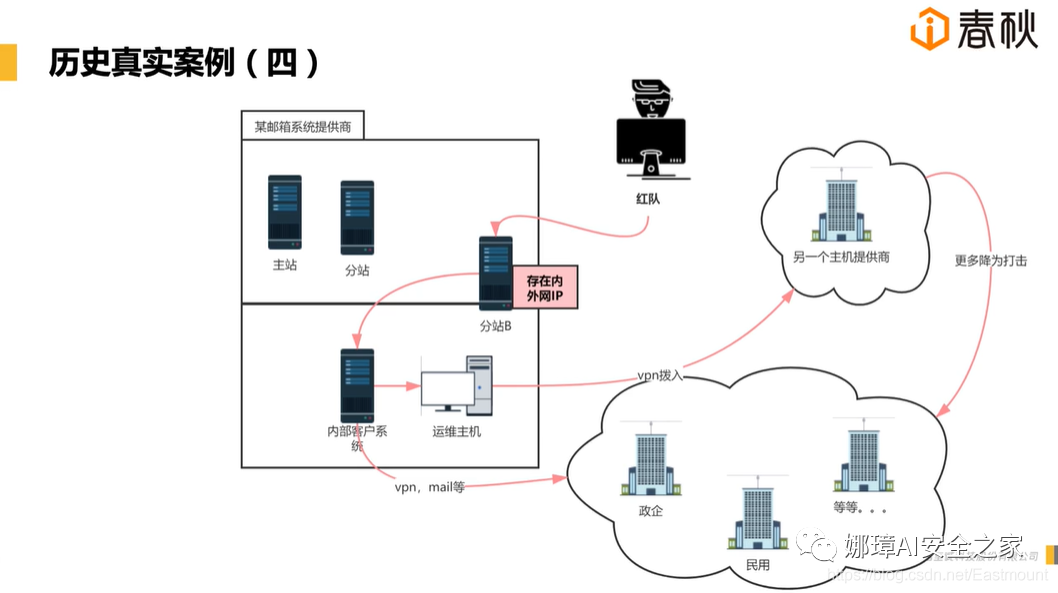 春秋
历史真实案例（四）
某邮箱系统提供商
红队
主站
分站
存在内
外网IP
分站B
另一个主机提供商
更多降为打击
vpn拨入
内部客户系
统
运维主机
vpn，mail等
政企
等等。。。
民用
娜璋AI安全之家
https://blog.csdn.net/Eastmount